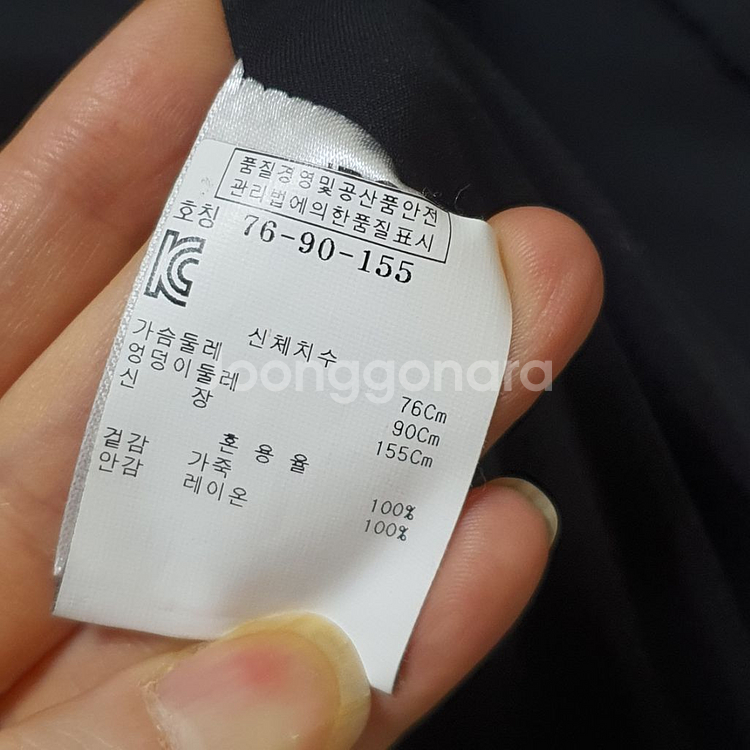 품질경영및공산품안전
관리법에의한품질표시
호칭 76-90-155
신체치수
가슴둘레 76Cm
엉덩이둘레 90Cm
신 장 155Cm
혼 용 율
겉감 가죽 100%
안감 레이온 100%
joonggonara